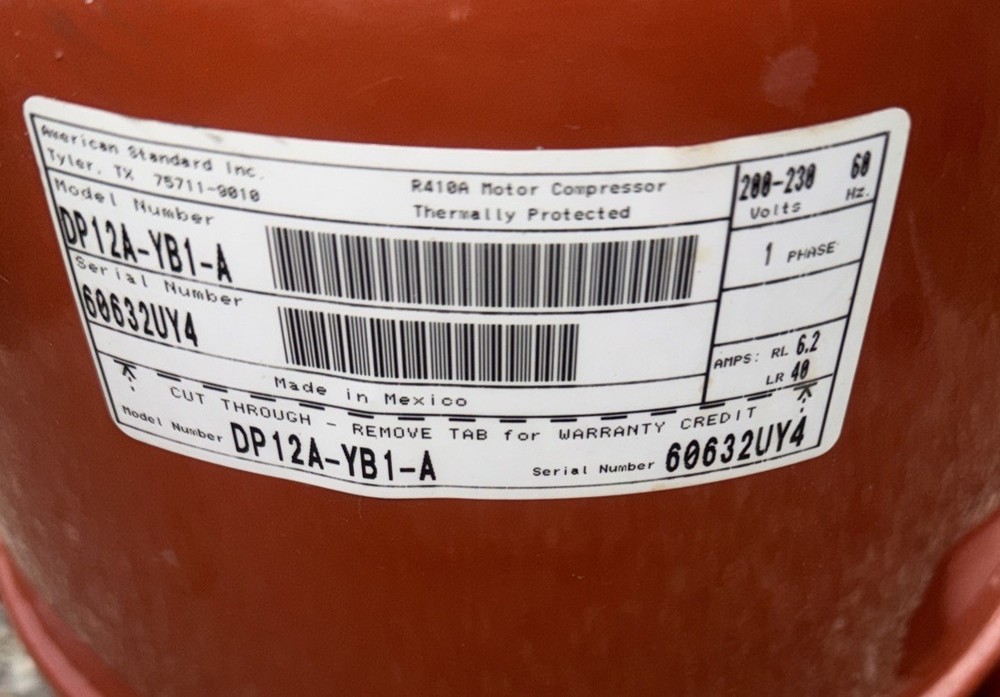 American Standard Inc.
Tyler, TX 75711-9010
R410A Motor Compressor
Thermally Protected
200-230 60
Volts Hz.
Model Number
DP12A-YB1-A
1 PHASE
Serial Number
60632UY4
AMPS: RL 6.2
LR 40
Made in Mexico
CUT THROUGH - REMOVE TAB for WARRANTY CREDIT
Model Number DP12A-YB1-A Serial Number 60632UY4